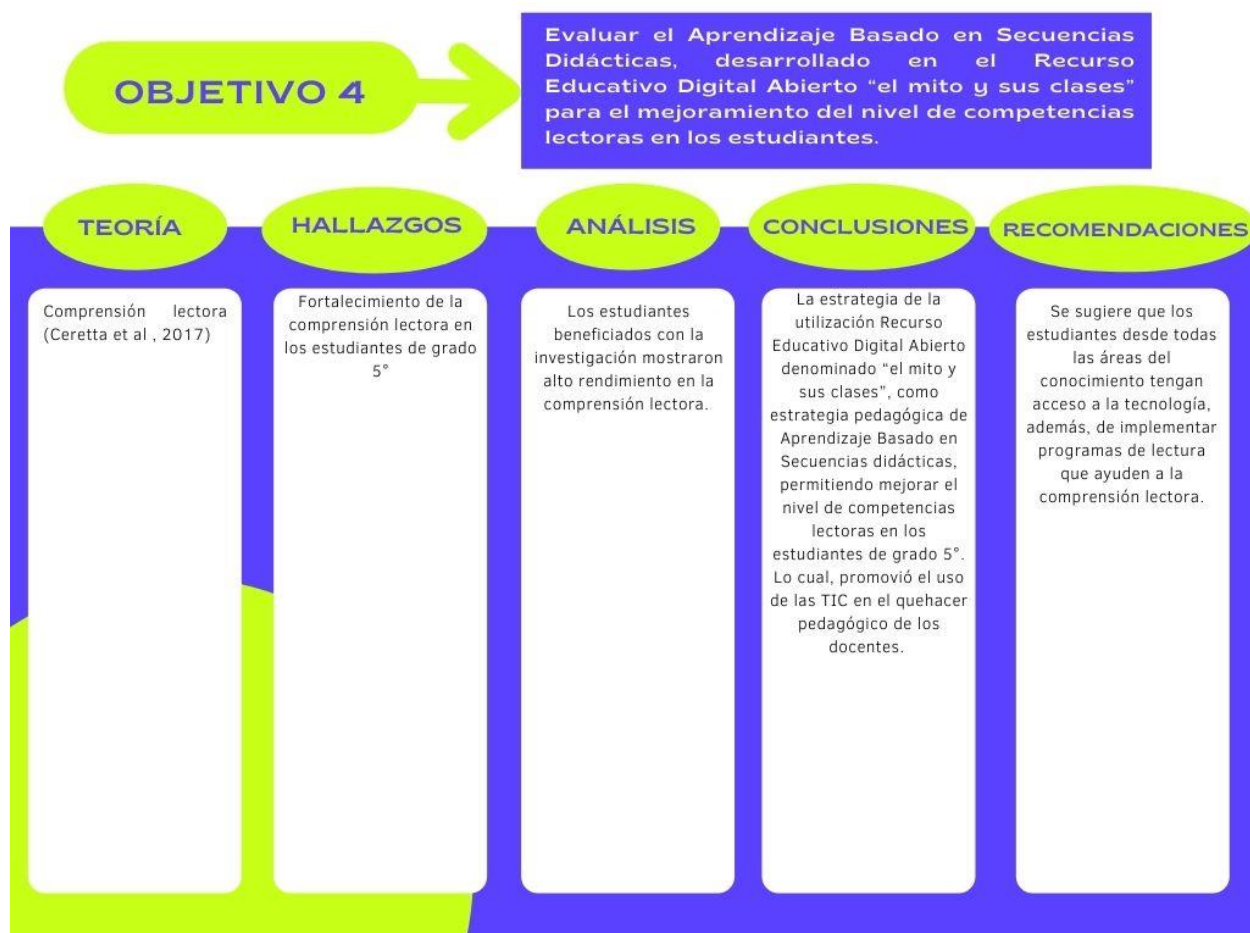 OBJETIVO 4
Evaluar el Aprendizaje Basado en Secuencias
Didácticas, desarrollado en el Recurso
Educativo Digital Abierto “el mito y sus clases”
para el mejoramiento del nivel de competencias
lectoras en los estudiantes.
TEORÍA
HALLAZGOS
ANÁLISIS
CONCLUSIONES
RECOMENDACIONES
Comprensión lectora
(Ceretta et al , 2017)
Fortalecimiento de la
comprensión lectora en
los estudiantes de grado
5°
Los estudiantes
beneficiados con la
investigación mostraron
alto rendimiento en la
comprensión lectora.
La estrategia de la
utilización Recurso
Educativo Digital Abierto
denominado “el mito y
sus clases”, como
estrategia pedagógica de
Aprendizaje Basado en
Secuencias didácticas,
permitiendo mejorar el
nivel de competencias
lectoras en los
estudiantes de grado 5°.
Lo cual, promovió el uso
de las TIC en el quehacer
pedagógico de los
docentes.
Se sugiere que los
estudiantes desde todas
las áreas del
conocimiento tengan
acceso a la tecnología,
además, de implementar
programas de lectura
que ayuden a la
comprensión lectora.